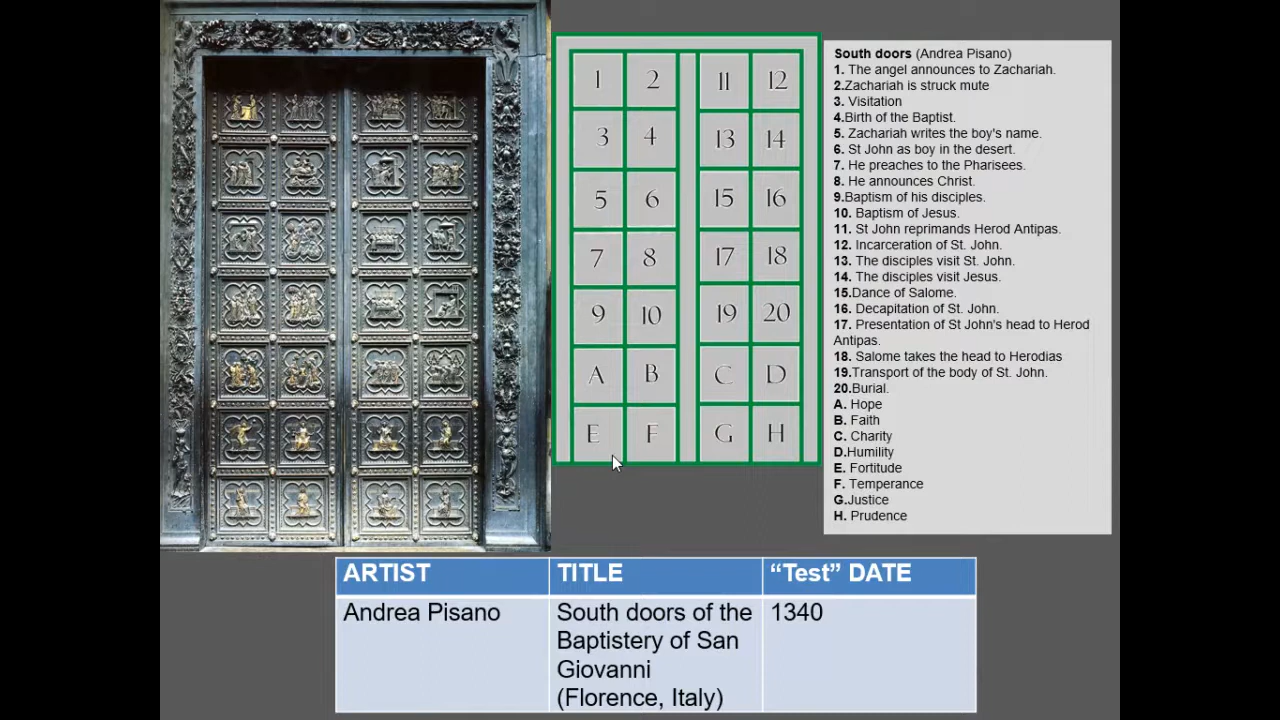 1 2 11 12
3 4 13 14
5 6 15 16
7 8 17 18
9 10 19 20
A B C D
E F G H
South doors (Andrea Pisano)
1. The angel announces to Zachariah.
2.Zachariah is struck mute
3. Visitation
4.Birth of the Baptist.
5. Zachariah writes the boy's name.
6. St John as boy in the desert.
7. He preaches to the Pharisees.
8. He announces Christ.
9.Baptism of his disciples.
10. Baptism of Jesus.
11. St John reprimands Herod Antipas.
12. Incarceration of St. John.
13. The disciples visit St. John.
14. The disciples visit Jesus.
15.Dance of Salome.
16. Decapitation of St. John.
17. Presentation of St John's head to Herod
Antipas.
18. Salome takes the head to Herodias
19.Transport of the body of St. John.
20.Burial.
A. Hope
B. Faith
C. Charity
D.Humility
E. Fortitude
F. Temperance
G.Justice
H. Prudence
ARTIST TITLE “Test” DATE
Andrea Pisano South doors of the 1340
Baptistery of San
Giovanni
(Florence, Italy)